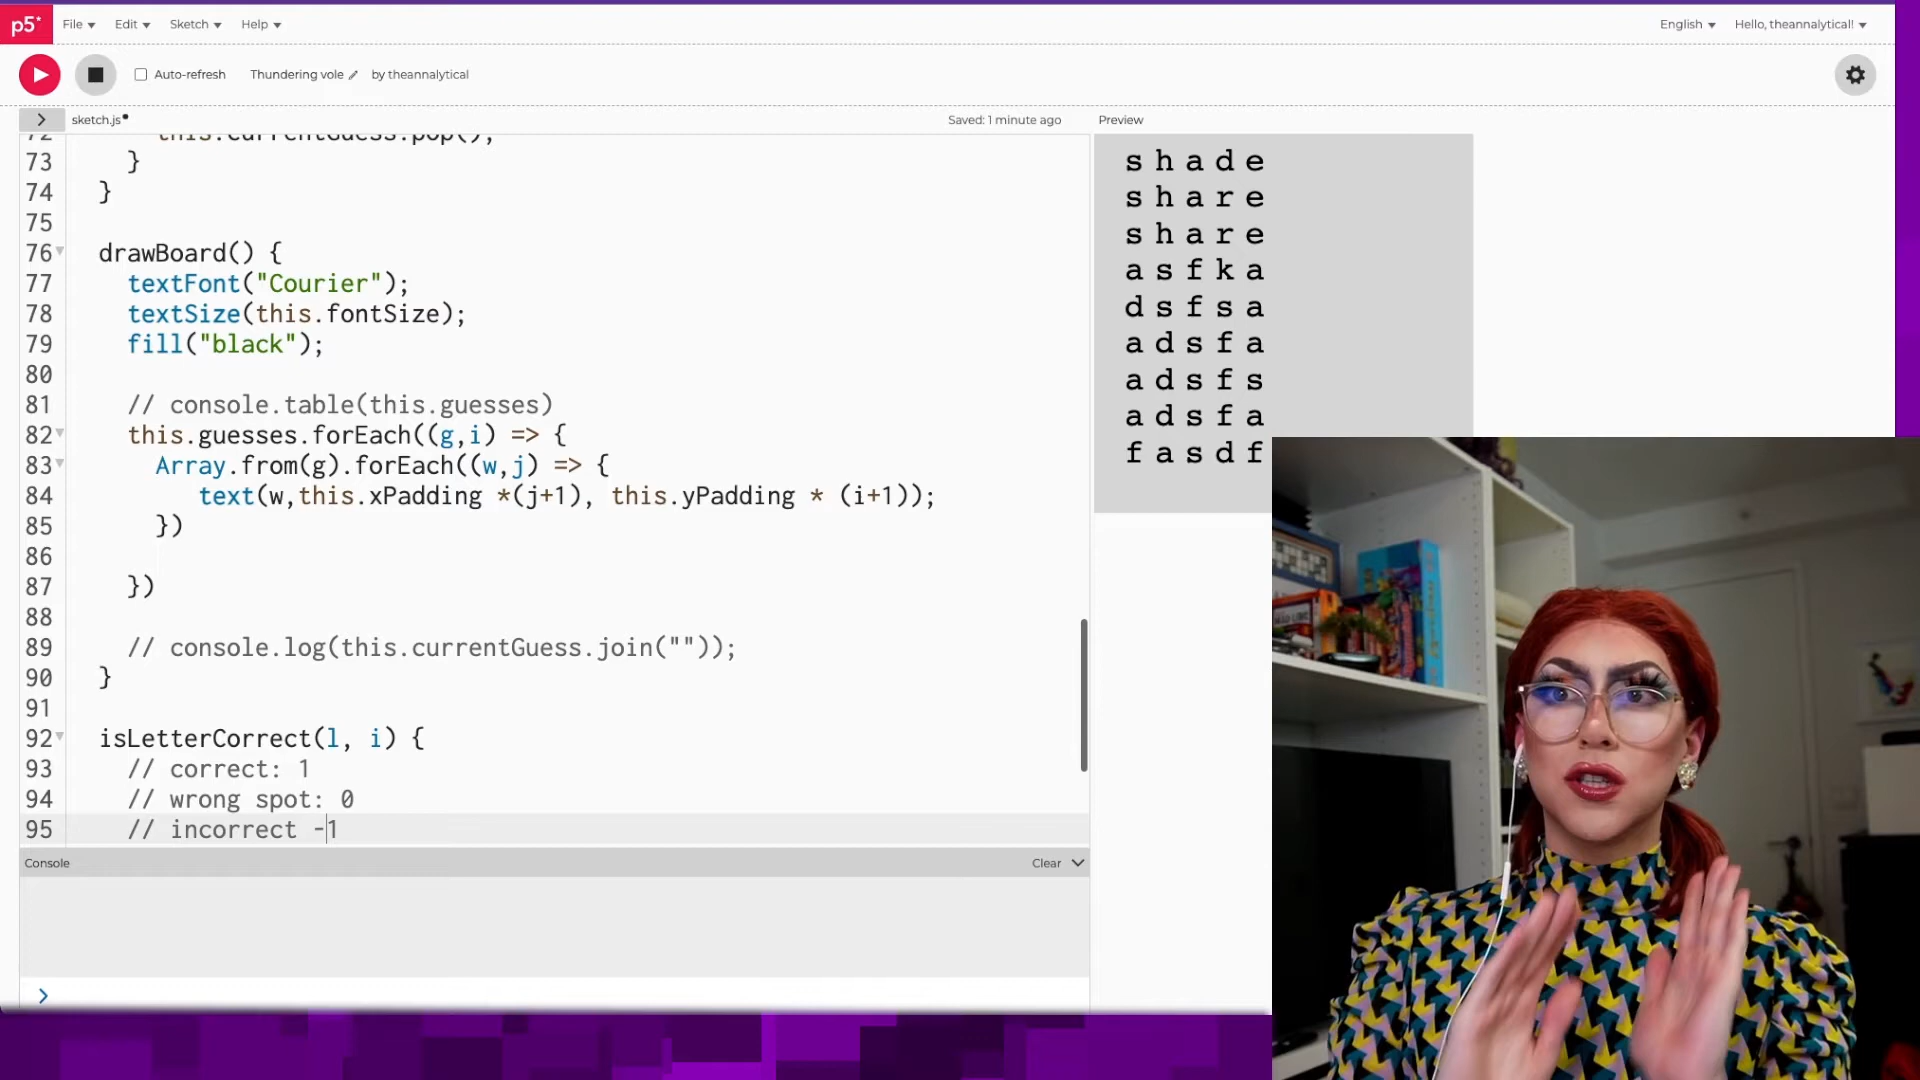 p5*
File
Edit
Sketch
Help
English
Hello, theannalytical!
Auto-refresh
Thundering vole
by theannalytical
sketch.js
Saved: 1 minute ago
Preview
72 this.currentGuess.pop();
73 }
74 }
75
76 drawBoard() {
77 textFont("Courier");
78 textSize(this.fontSize);
79 fill("black");
80
81 // console.table(this.guesses)
82 this.guesses.forEach((g,i) => {
83 Array.from(g).forEach((w,j) => {
84 text(w,this.xPadding *(j+1), this.yPadding * (i+1));
85 })
86
87 })
88
89 // console.log(this.currentGuess.join(""));
90 }
91
92 isLetterCorrect(l, i) {
93 // correct: 1
94 // wrong spot: 0
95 // incorrect -1
Console
Clear
>
s h a d e
s h a r e
s h a r e
a s f k a
d s f s a
a d s f a
a d s f s
a d s f a
f a s d f